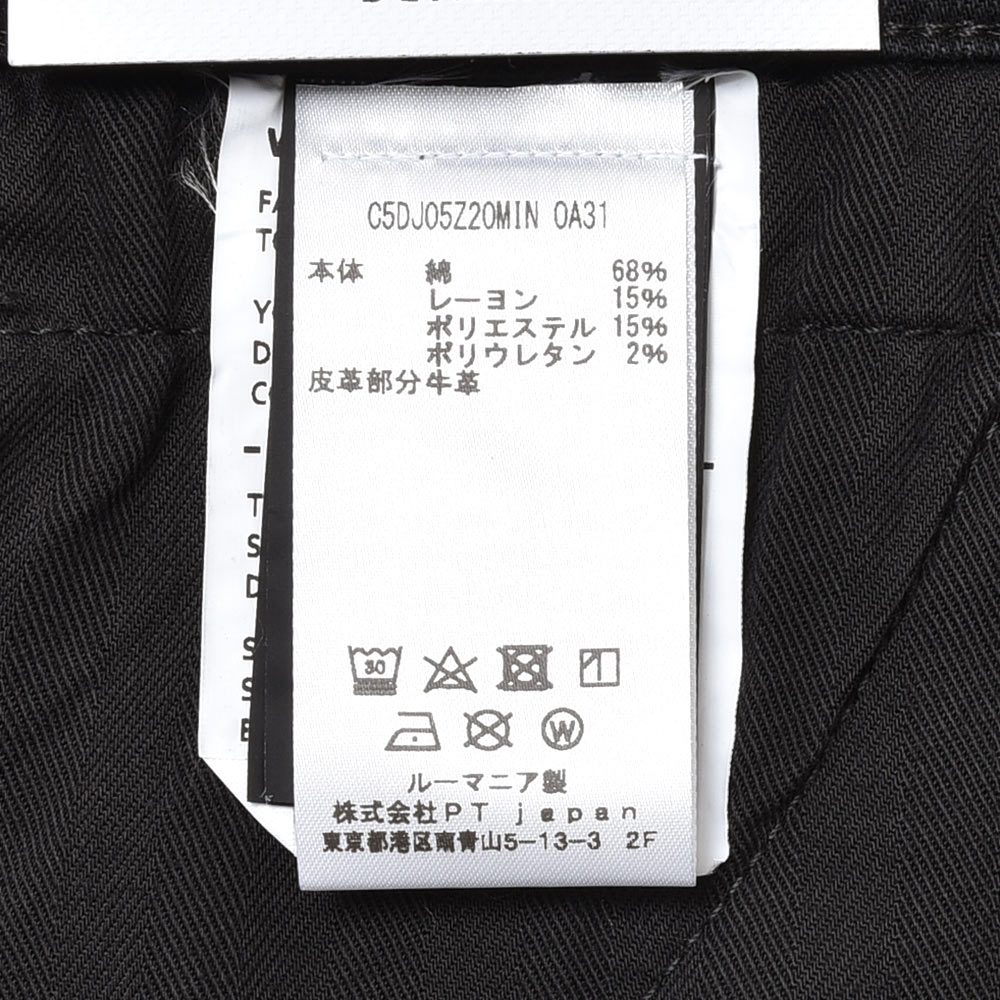 C5DJ05Z20MIN 0A31
本体 綿 68%
レーヨン 15%
ポリエステル 15%
ポリウレタン 2%
皮革部分牛革
30
W
ルーマニア製
株式会社PT japan
東京都港区南青山5-13-3 2F